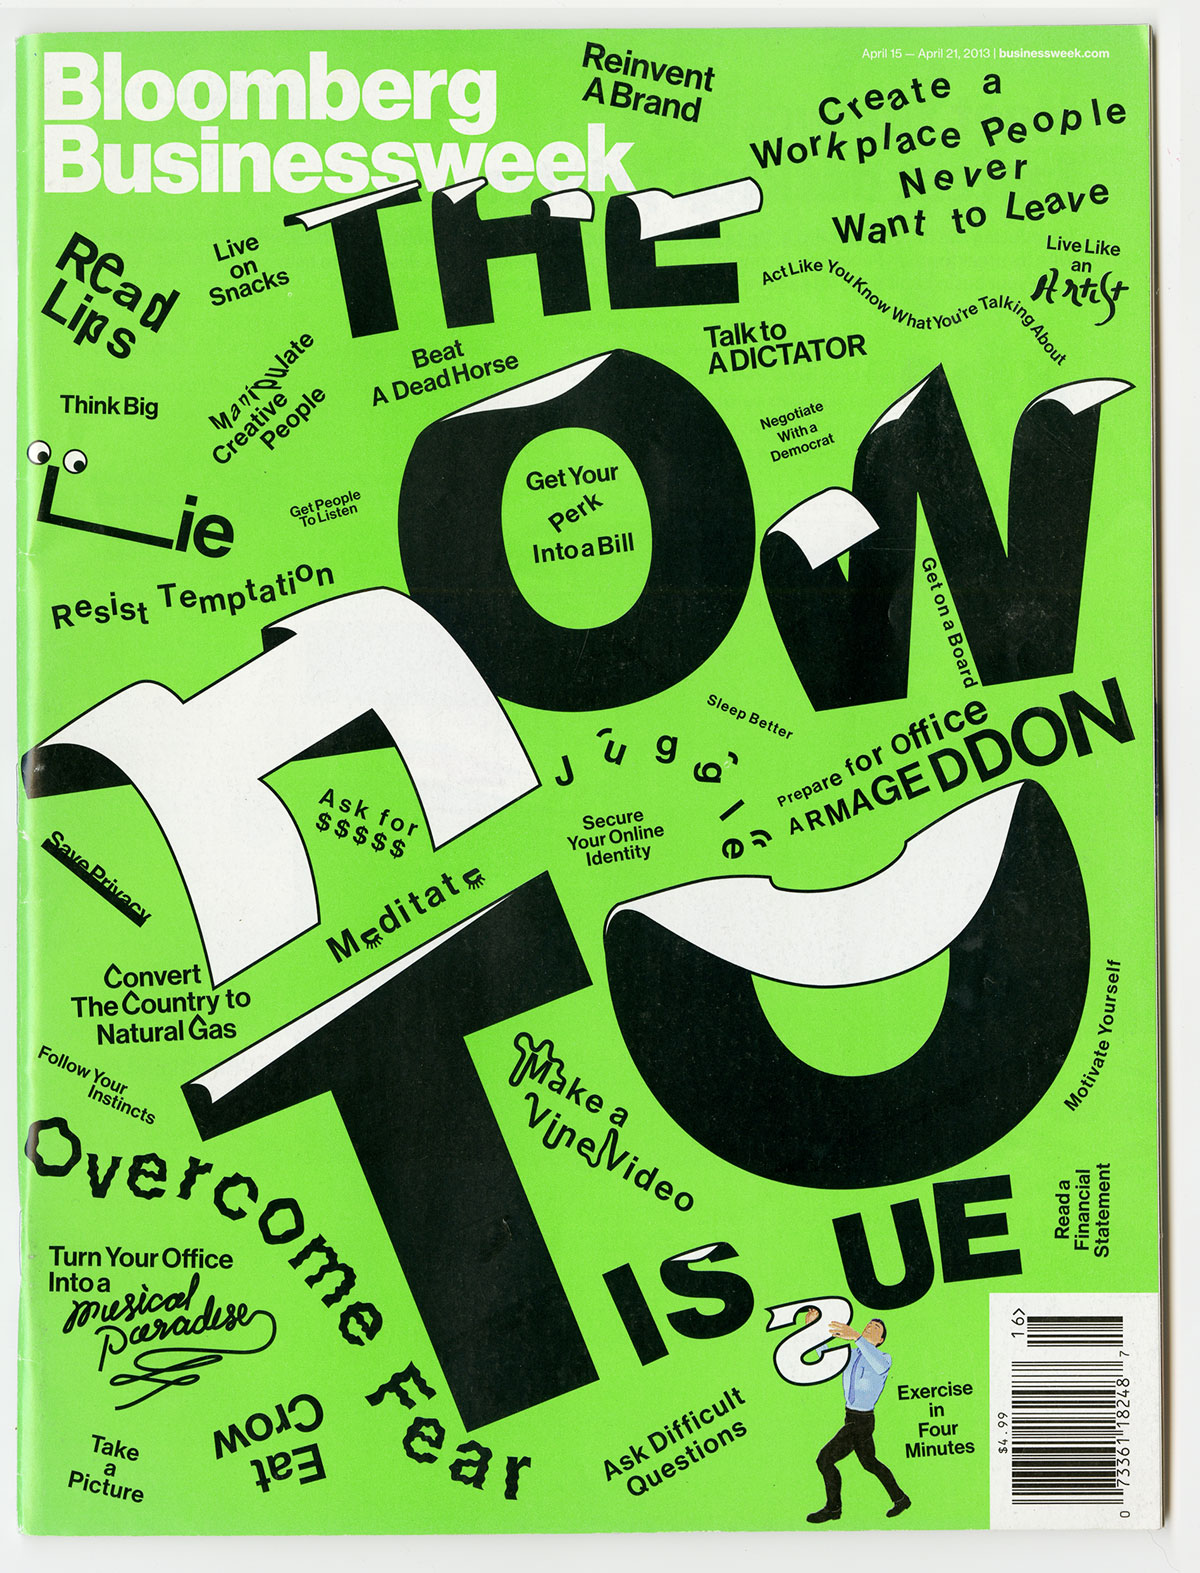 April 15 — April 21, 2013 | businessweek.com
Bloomberg
Businessweek
Reinvent
A Brand
Create a
Workplace People
Never
Want to Leave
THE
Read
Lips
Live
on
Snacks
Live Like
an
Artist
Act Like You Know What You're Talking About
Talk to
A DICTATOR
Manipulate
Creative
People
Beat
A Dead Horse
Think Big
Negotiate
With a
Democrat
HOW
Get Your
Perk
Into a Bill
Lie
Get People
To Listen
Resist Temptation
Get on a Board
Sleep Better
Juggle
Prepare for office
ARMAGEDDON
Ask for
$$$$$
Secure
Your Online
Identity
Save Privacy
Meditate
TO
Convert
The Country to
Natural Gas
Motivate Yourself
Follow Your
Instincts
Make a
Vine Video
Overcome Fear
Read a
Financial
Statement
ISSUE
Turn Your Office
Into a
Musical
Paradise
Exercise
in
Four
Minutes
Ask Difficult
Questions
Eat
Crow
Take
a
Picture
16>
$4.99
0 73361 18248 7